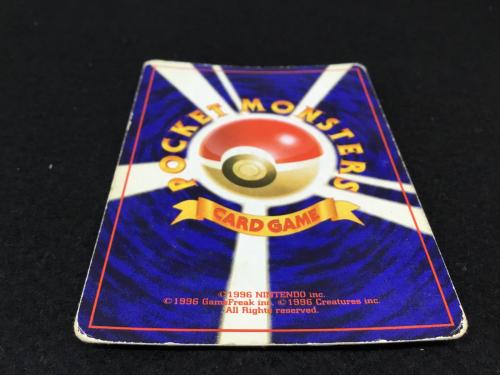 POCKET MONSTERS
CARD GAME
©1996 NINTENDO inc.
©1996 GameFreak inc. ©1996 Creatures inc.
All Rights reserved.